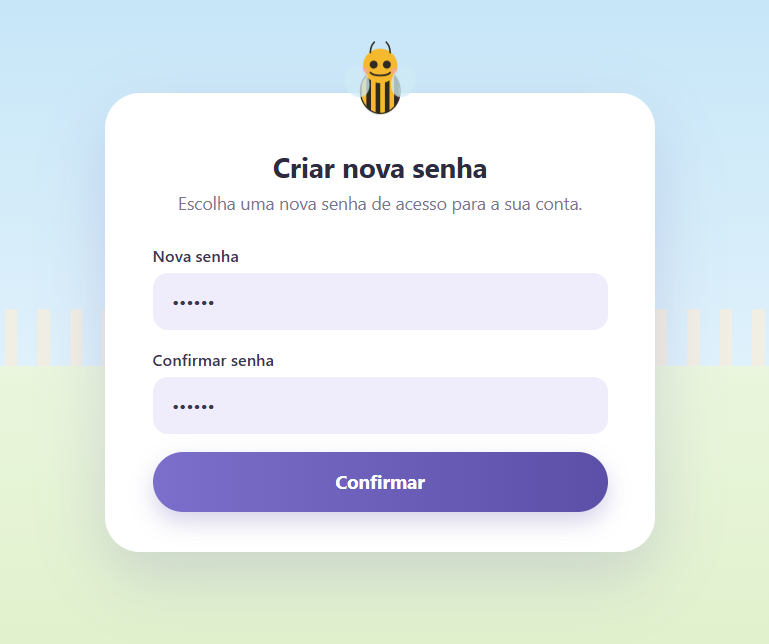 Criar nova senha
Escolha uma nova senha de acesso para a sua conta.
Nova senha
••••••
Confirmar senha
••••••
Confirmar